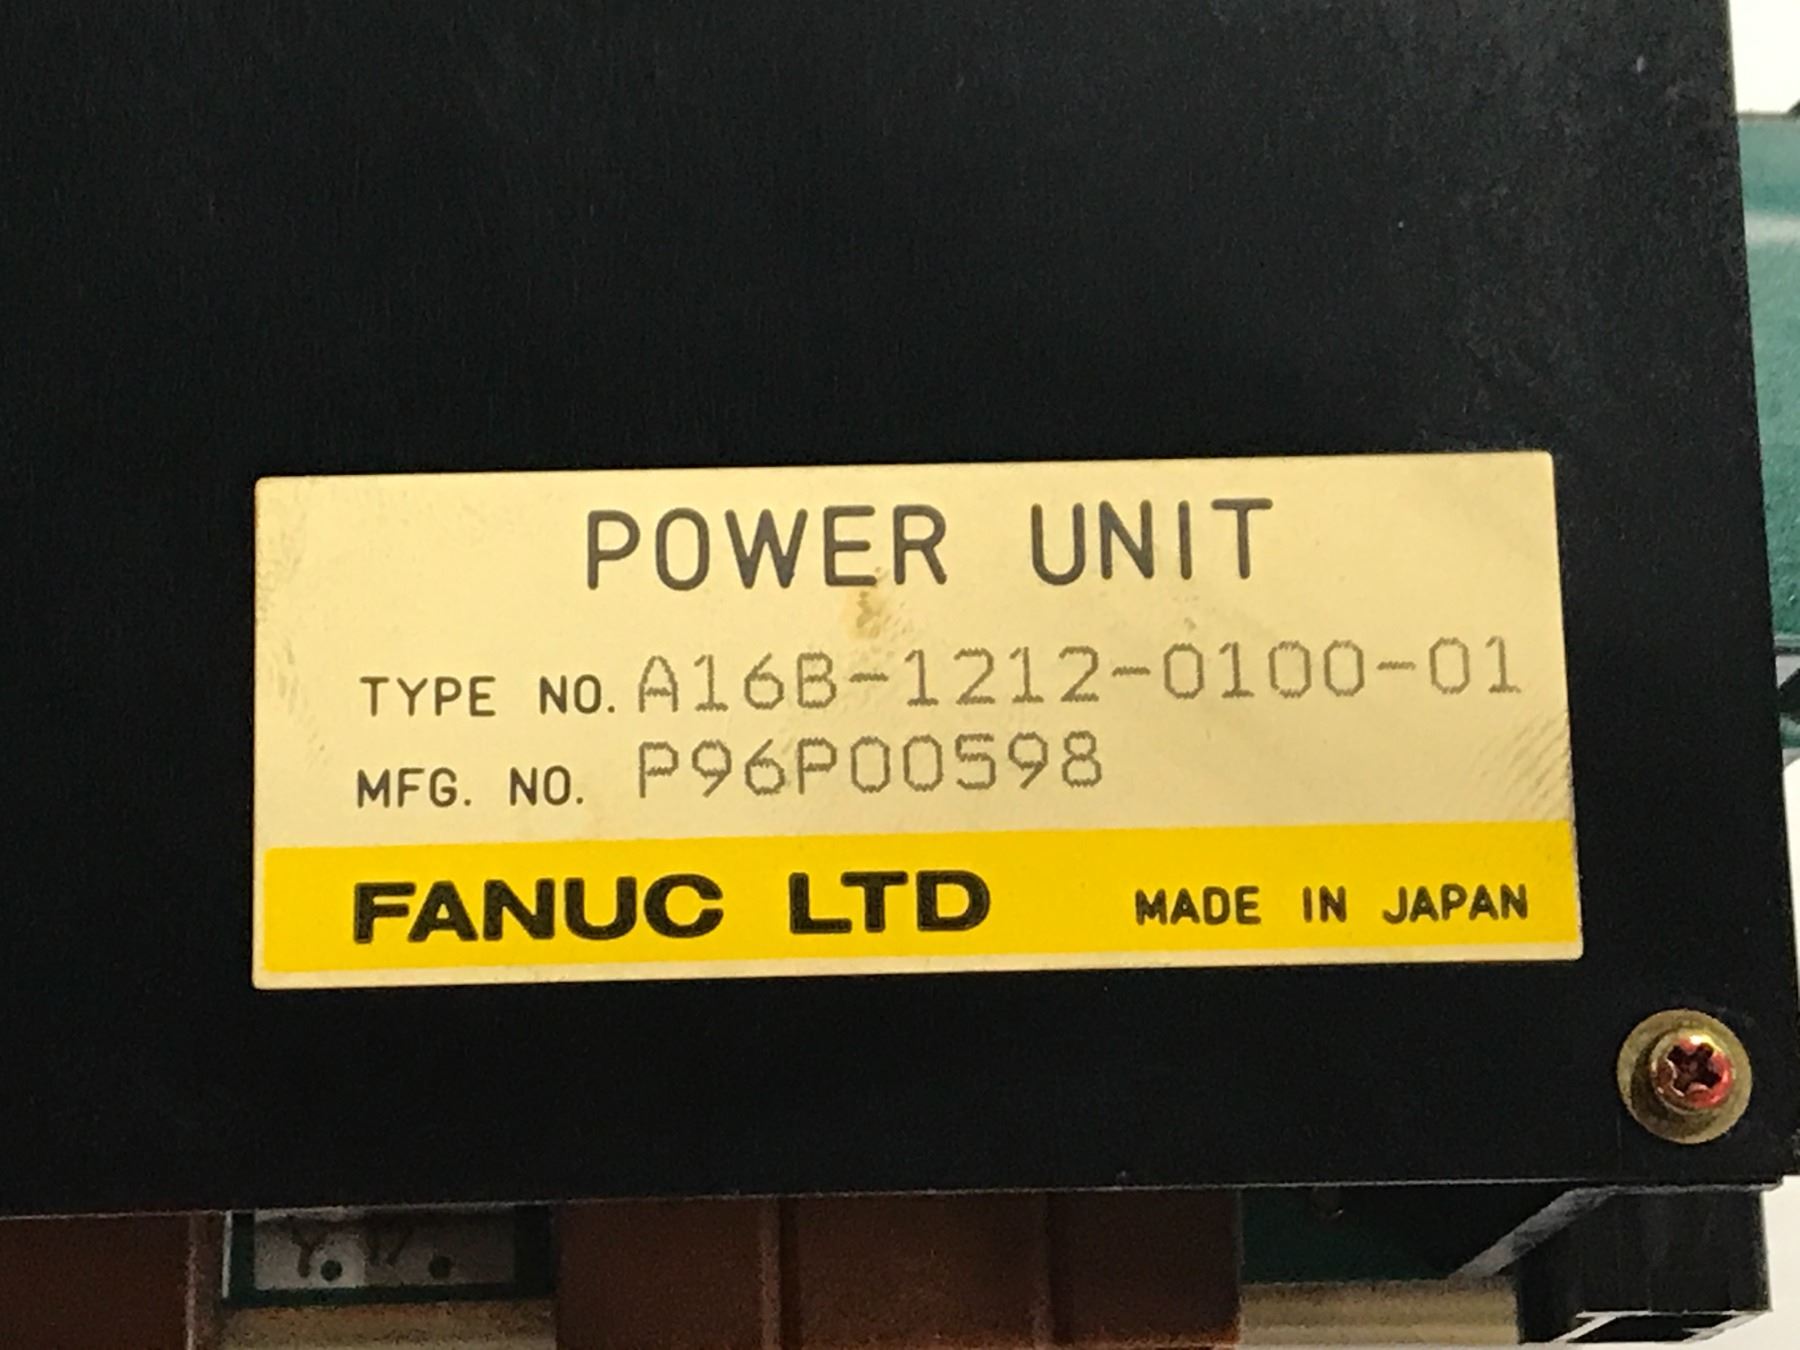 POWER UNIT
TYPE NO. A16B-1212-0100-01
MFG. NO. P96P00598
FANUC LTD MADE IN JAPAN